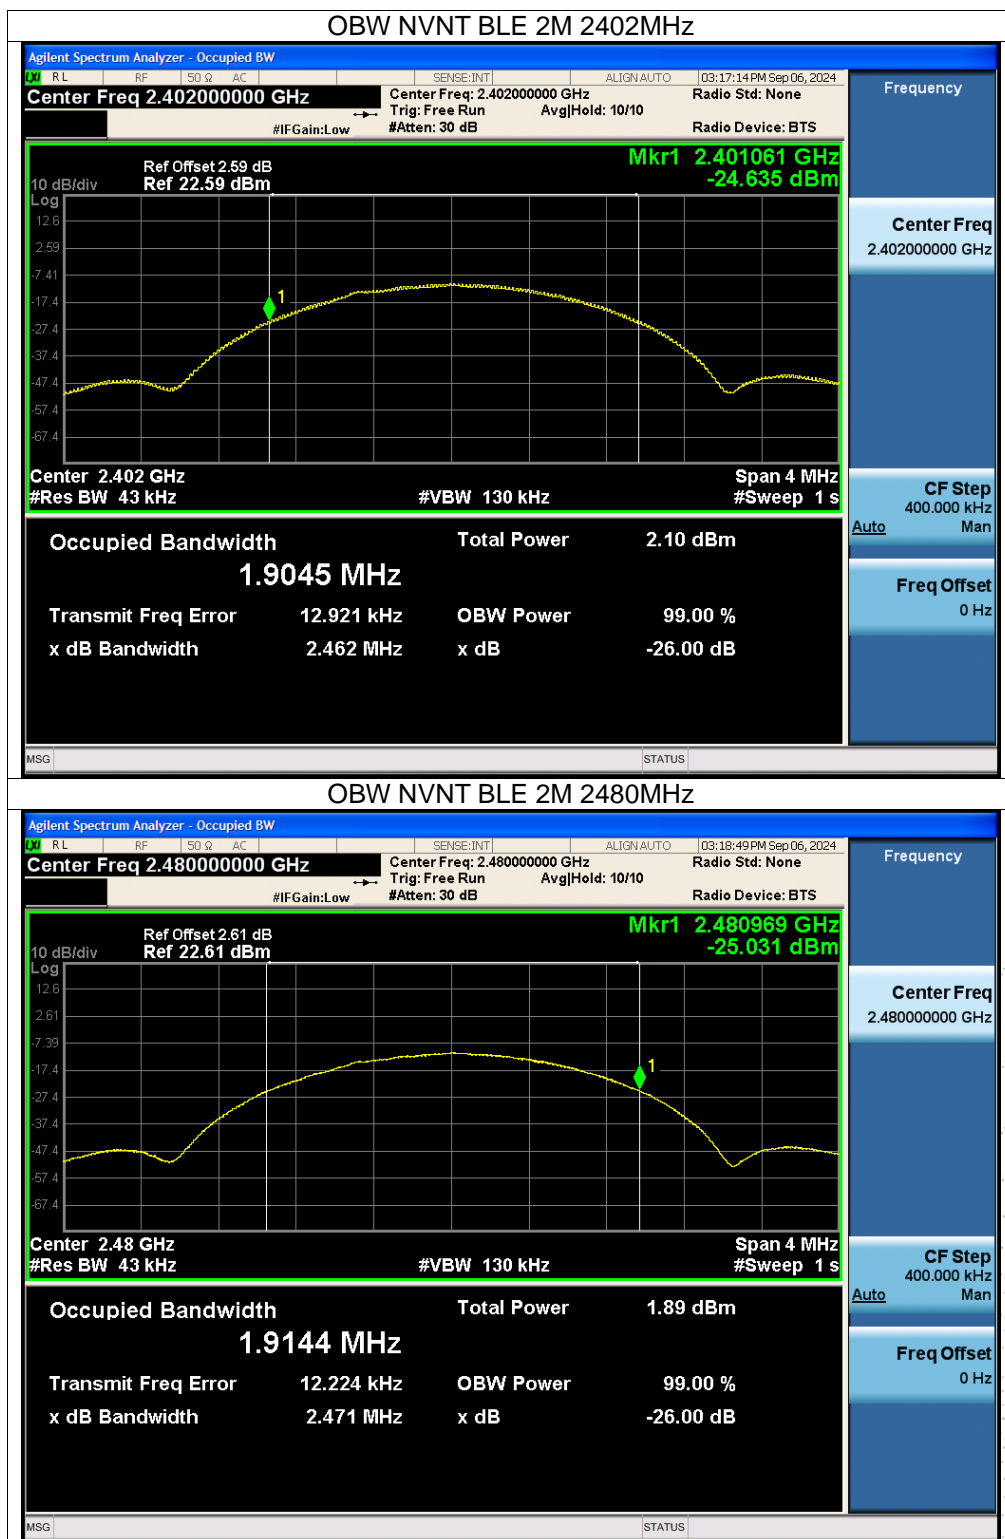 OBW NVNT BLE 2M 2402MHz
Agilent Spectrum Analyzer - Occupied BW
LXI RL RF 50 Ω AC SENSE:INT ALIGN AUTO 03:17:14 PM Sep 06, 2024
Center Freq 2.402000000 GHz
Center Freq: 2.402000000 GHz Radio Std: None
Trig: Free Run Avg|Hold: 10/10
#IFGain:Low #Atten: 30 dB Radio Device: BTS
Frequency
Mkr1 2.401061 GHz
-24.635 dBm
Ref Offset 2.59 dB
10 dB/div Ref 22.59 dBm
Log
12.6
2.59
-7.41
-17.4
-27.4
-37.4
-47.4
-57.4
-67.4
1
Center 2.402 GHz Span 4 MHz
#Res BW 43 kHz #VBW 130 kHz #Sweep 1 s
Center Freq
2.402000000 GHz
CF Step
400.000 kHz
Auto Man
Freq Offset
0 Hz
Occupied Bandwidth Total Power 2.10 dBm
1.9045 MHz
Transmit Freq Error 12.921 kHz OBW Power 99.00 %
x dB Bandwidth 2.462 MHz x dB -26.00 dB
MSG STATUS
OBW NVNT BLE 2M 2480MHz
Agilent Spectrum Analyzer - Occupied BW
LXI RL RF 50 Ω AC SENSE:INT ALIGN AUTO 03:18:49 PM Sep 06, 2024
Center Freq 2.480000000 GHz
Center Freq: 2.480000000 GHz Radio Std: None
Trig: Free Run Avg|Hold: 10/10
#IFGain:Low #Atten: 30 dB Radio Device: BTS
Frequency
Mkr1 2.480969 GHz
-25.031 dBm
Ref Offset 2.61 dB
10 dB/div Ref 22.61 dBm
Log
12.6
2.61
-7.39
-17.4
-27.4
-37.4
-47.4
-57.4
-67.4
1
Center 2.48 GHz Span 4 MHz
#Res BW 43 kHz #VBW 130 kHz #Sweep 1 s
Center Freq
2.480000000 GHz
CF Step
400.000 kHz
Auto Man
Freq Offset
0 Hz
Occupied Bandwidth Total Power 1.89 dBm
1.9144 MHz
Transmit Freq Error 12.224 kHz OBW Power 99.00 %
x dB Bandwidth 2.471 MHz x dB -26.00 dB
MSG STATUS